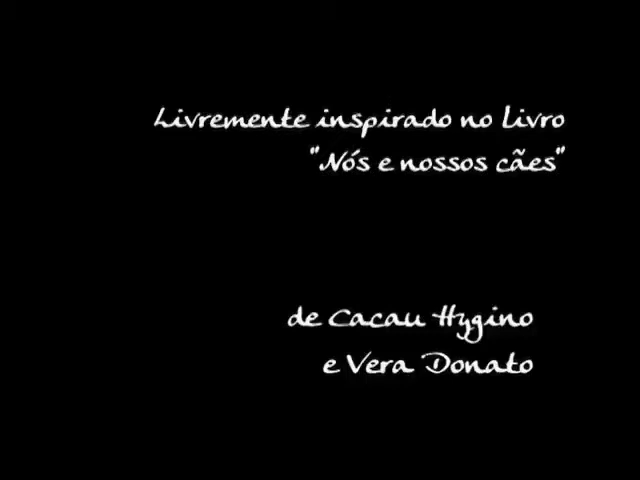 Livremente inspirado no livro
"Nós e nossos cães"
de Cacau Hygino
e Vera Donato